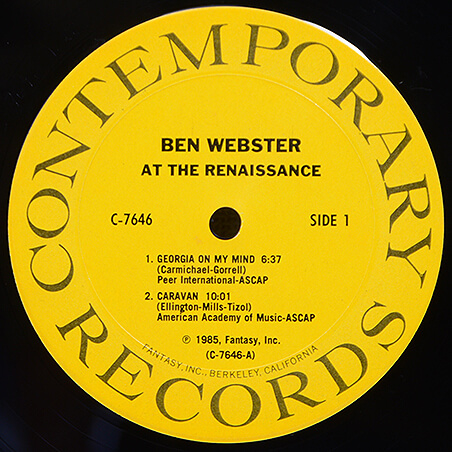 CONTEMPORARY
BEN WEBSTER
AT THE RENAISSANCE
C-7646
SIDE 1
1. GEORGIA ON MY MIND 6:37
(Carmichael-Gorrell)
Peer International-ASCAP
2. CARAVAN 10:01
(Ellington-Mills-Tizol)
American Academy of Music-ASCAP
℗ 1985, Fantasy, Inc.
(C-7646-A)
FANTASY, INC., BERKELEY, CALIFORNIA
RECORDS